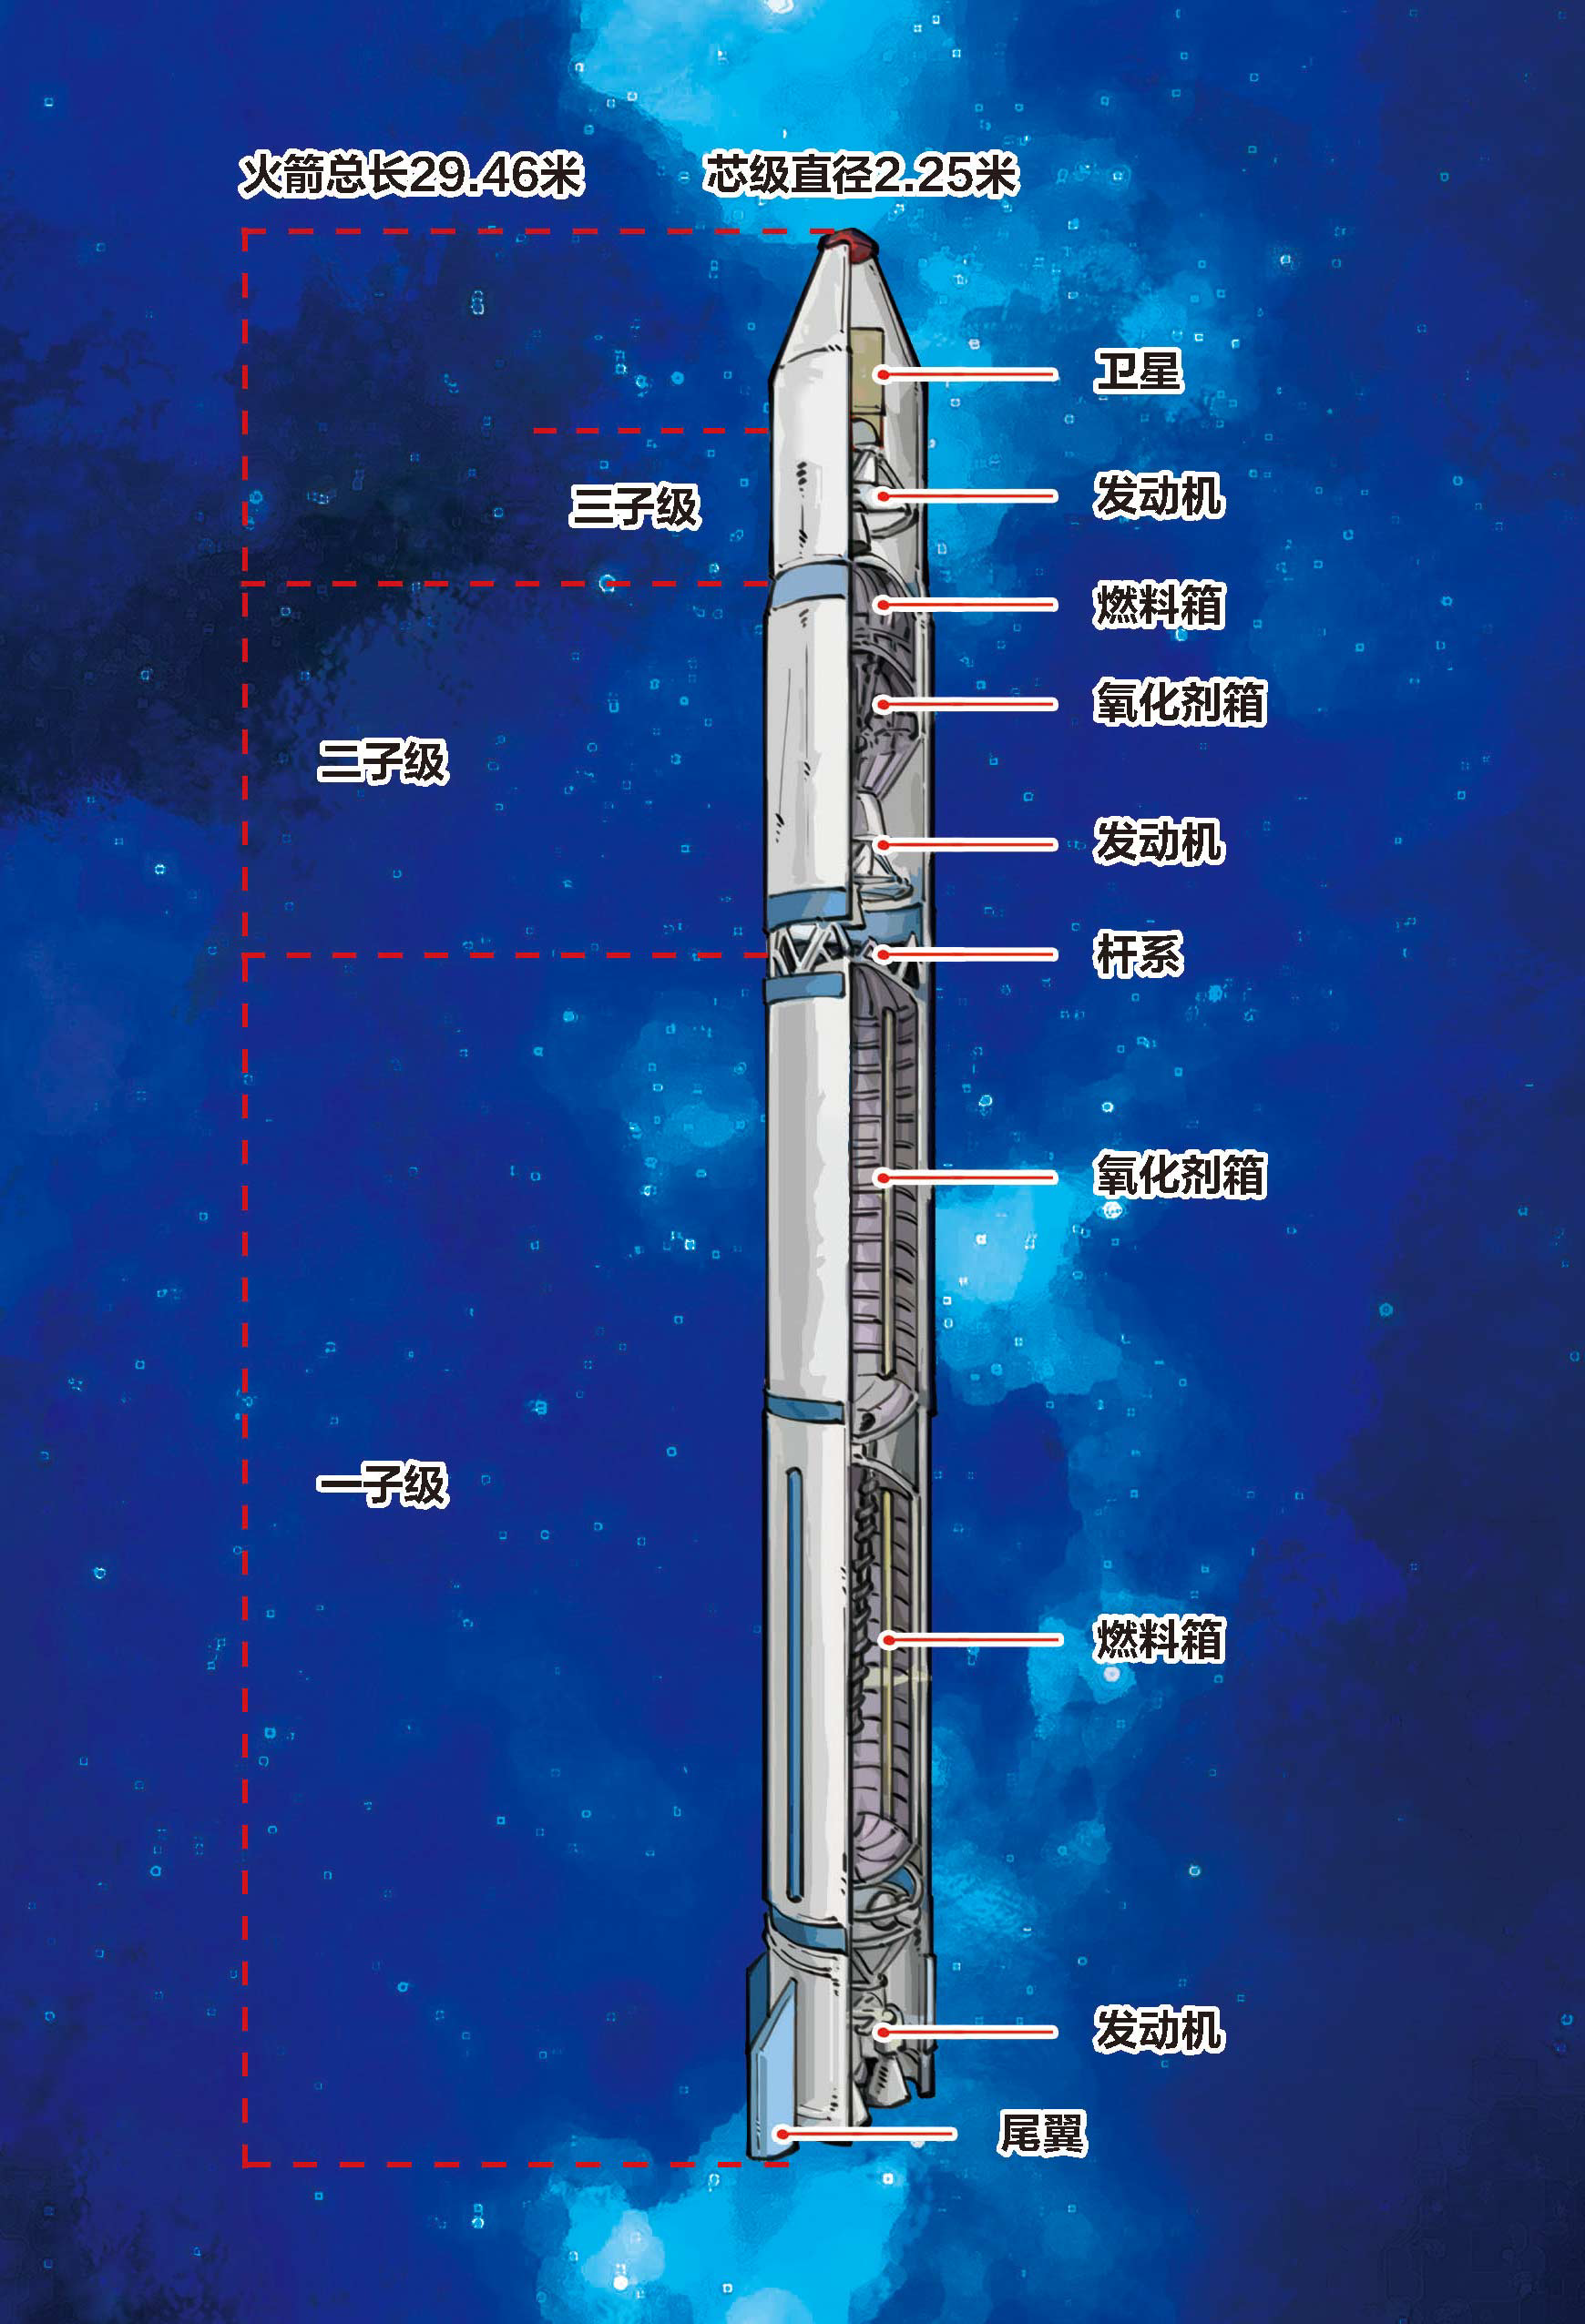 火箭总长29.46米
芯级直径2.25米
卫星
发动机
三子级
燃料箱
氧化剂箱
二子级
发动机
杆系
氧化剂箱
一子级
燃料箱
发动机
尾翼